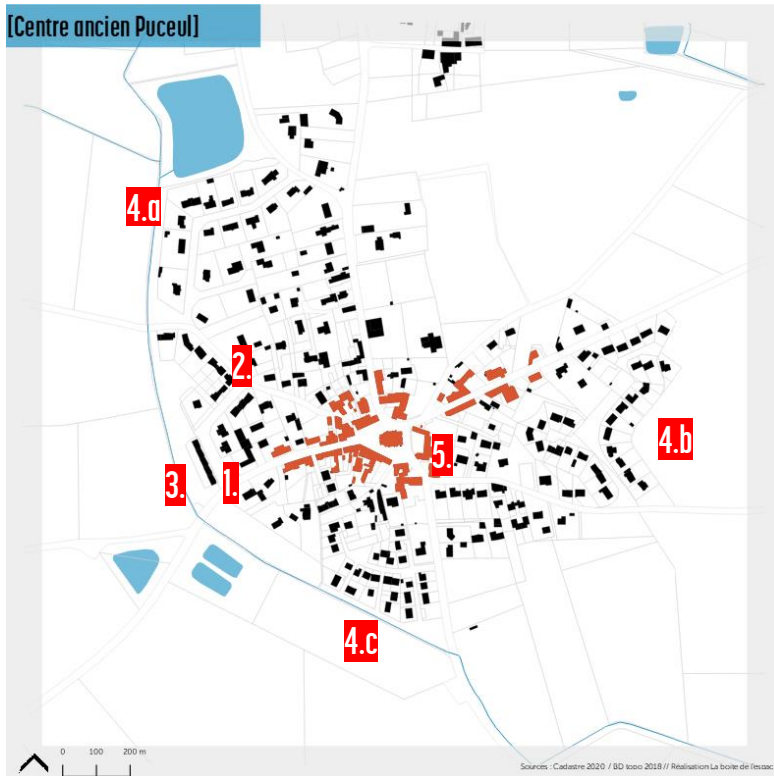 [Centre ancien Puceul]
4.a
2.
5.
4.b
3.
1.
4.c
0 100 200 m
Sources : Cadastre 2020 / BD topo 2018 // Réalisation La boite de l'espac